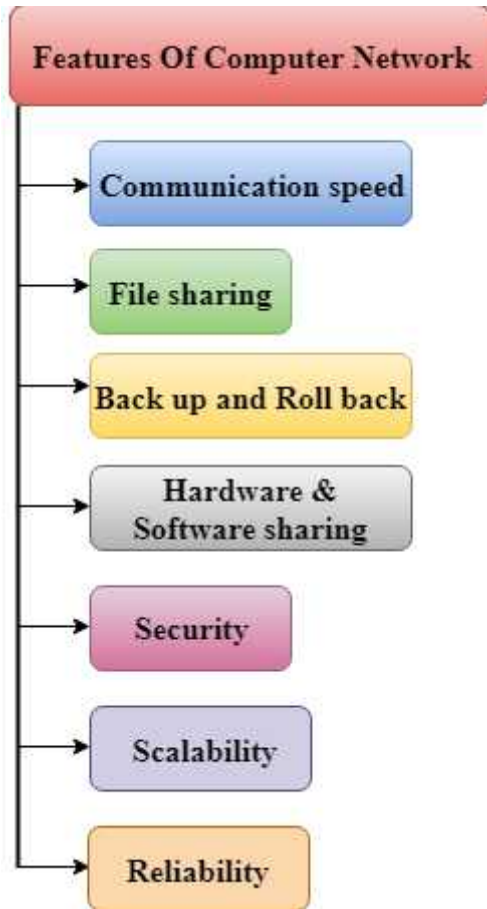 Features Of Computer Network
Communication speed
File sharing
Back up and Roll back
Hardware &
Software sharing
Security
Scalability
Reliability